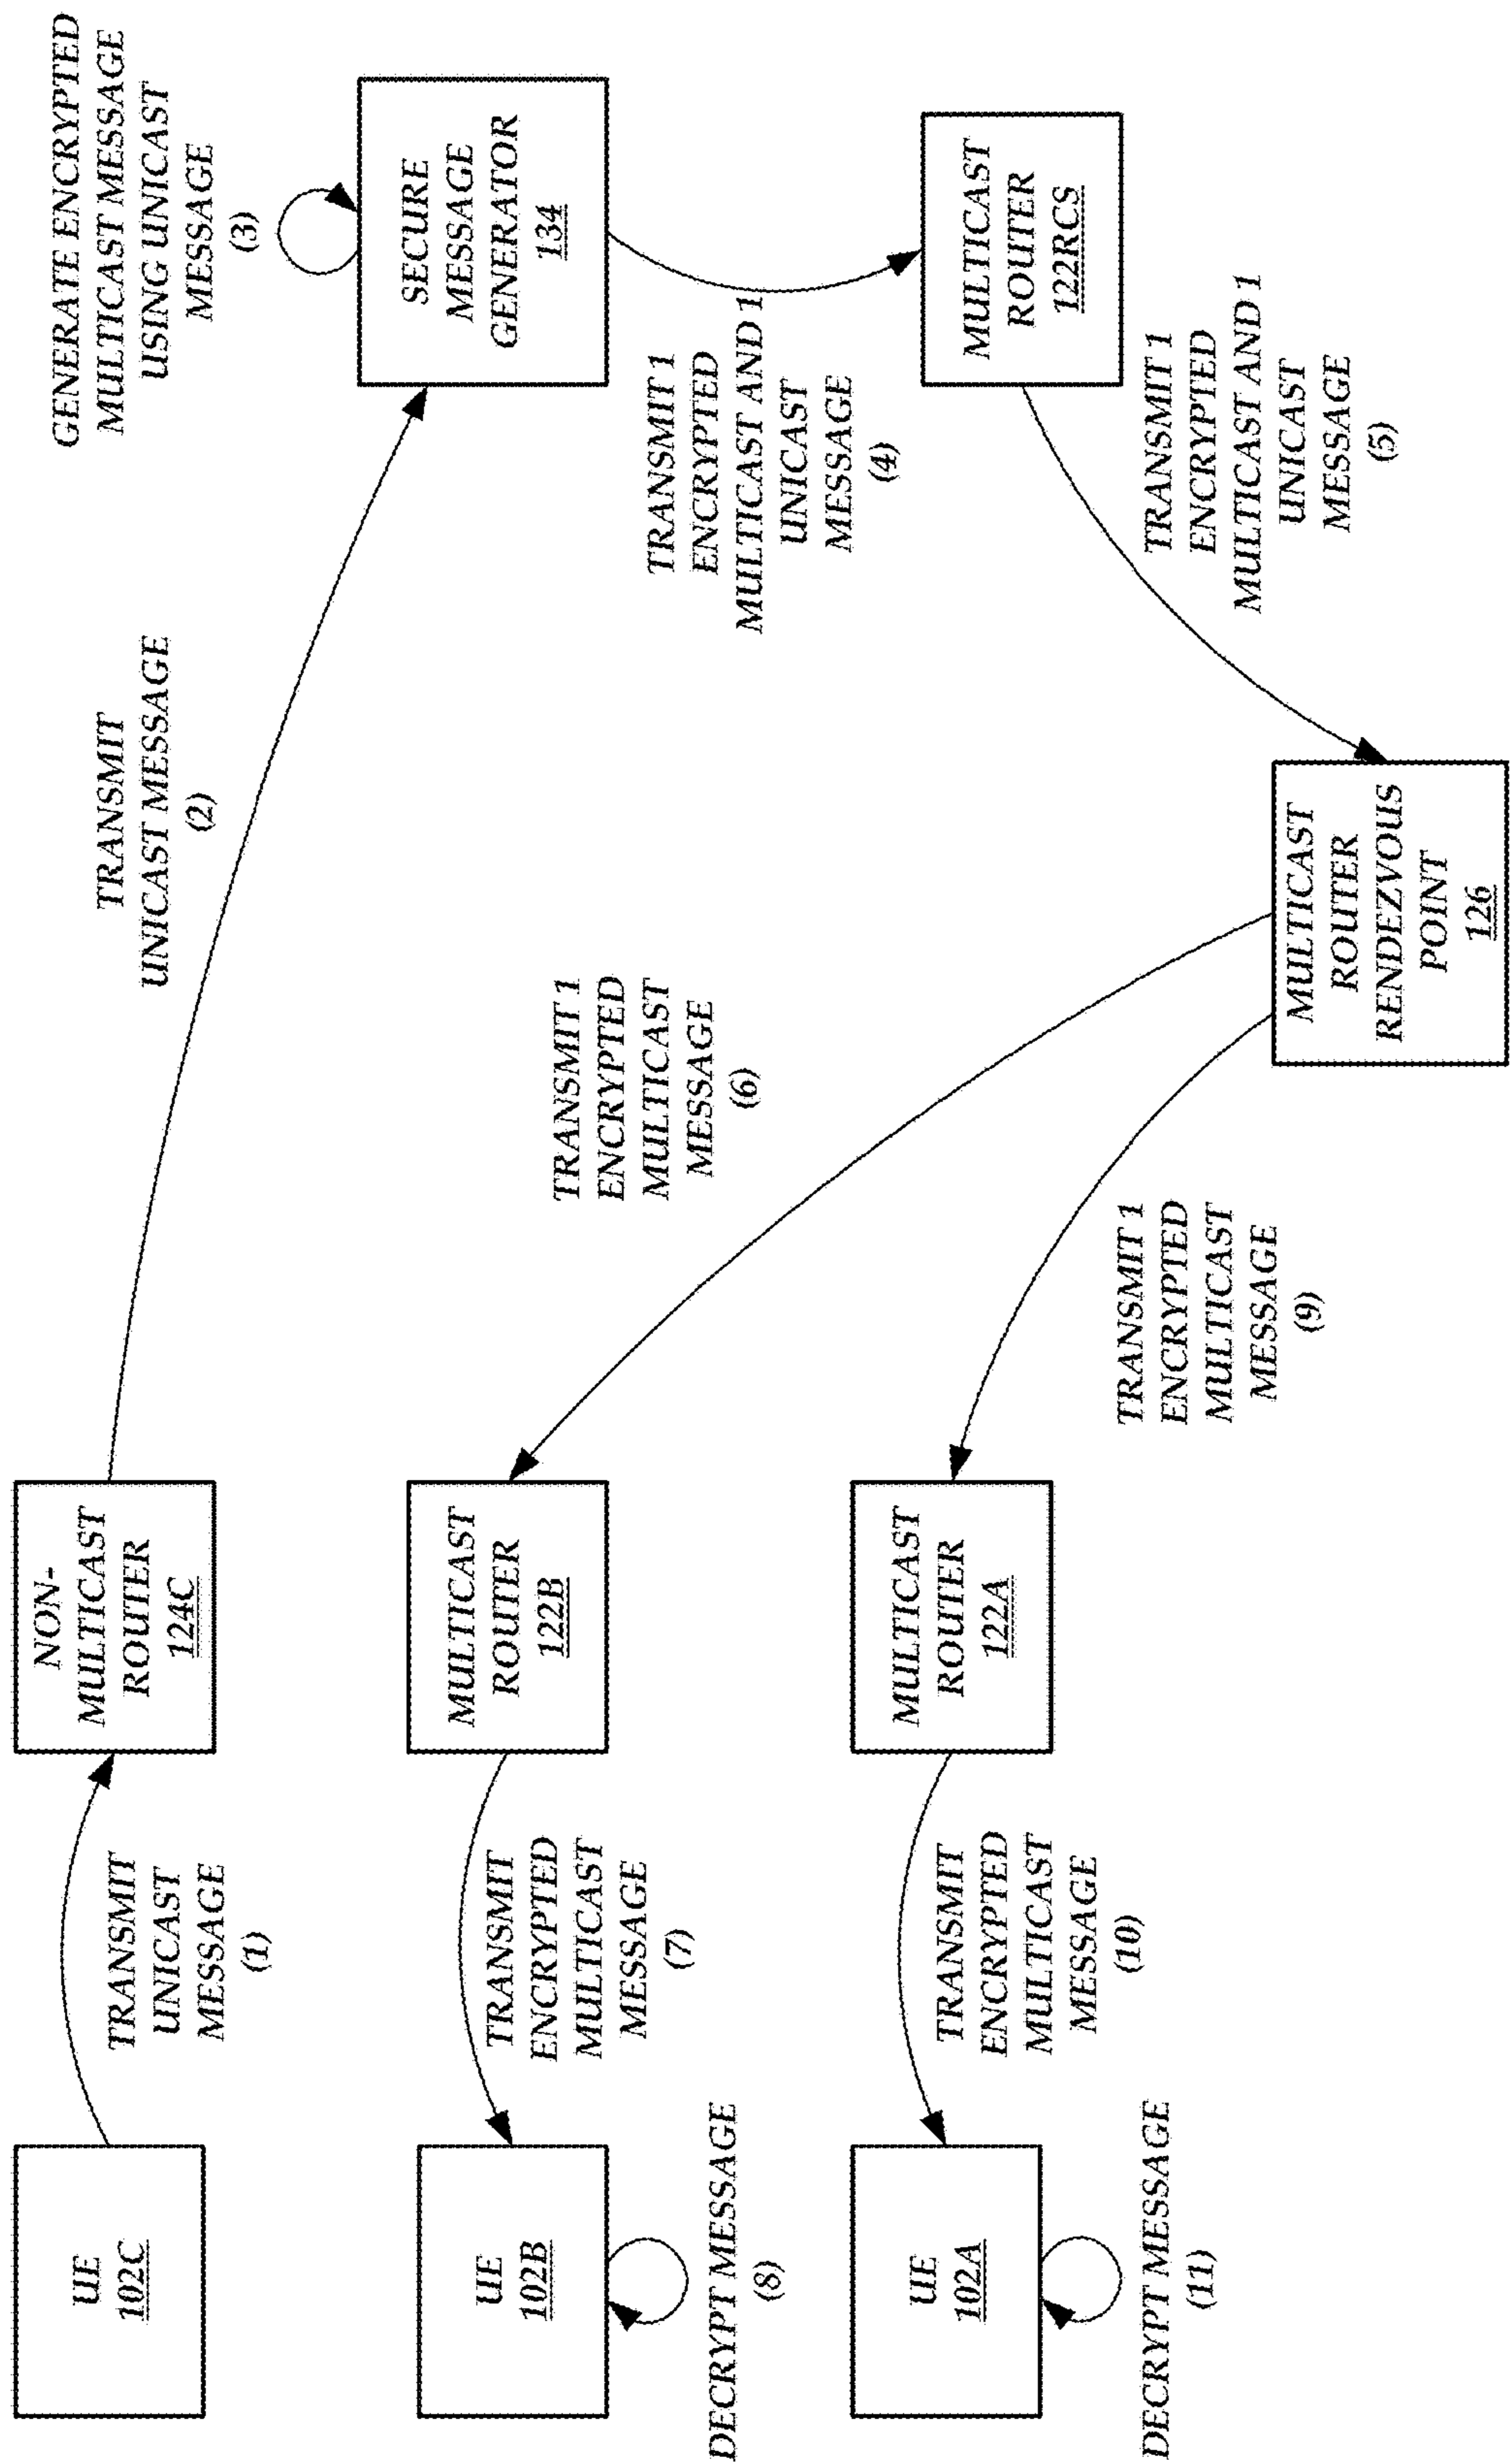 UE
102C
TRANSMIT
UNICAST
MESSAGE
(1)
NON-
MULTICAST
ROUTER
124C
TRANSMIT
UNICAST MESSAGE
(2)
GENERATE ENCRYPTED
MULTICAST MESSAGE
USING UNICAST
MESSAGE
(3)
SECURE
MESSAGE
GENERATOR
134
TRANSMIT 1
ENCRYPTED
MULTICAST AND 1
UNICAST
MESSAGE
(4)
MULTICAST
ROUTER
122RCS
TRANSMIT 1
ENCRYPTED
MULTICAST AND 1
UNICAST
MESSAGE
(5)
MULTICAST
ROUTER
RENDEZVOUS
POINT
126
TRANSMIT 1
ENCRYPTED
MULTICAST
MESSAGE
(6)
MULTICAST
ROUTER
122B
TRANSMIT
ENCRYPTED
MULTICAST
MESSAGE
(7)
UE
102B
DECRYPT MESSAGE
(8)
TRANSMIT 1
ENCRYPTED
MULTICAST
MESSAGE
(9)
MULTICAST
ROUTER
122A
TRANSMIT
ENCRYPTED
MULTICAST
MESSAGE
(10)
UE
102A
DECRYPT MESSAGE
(11)